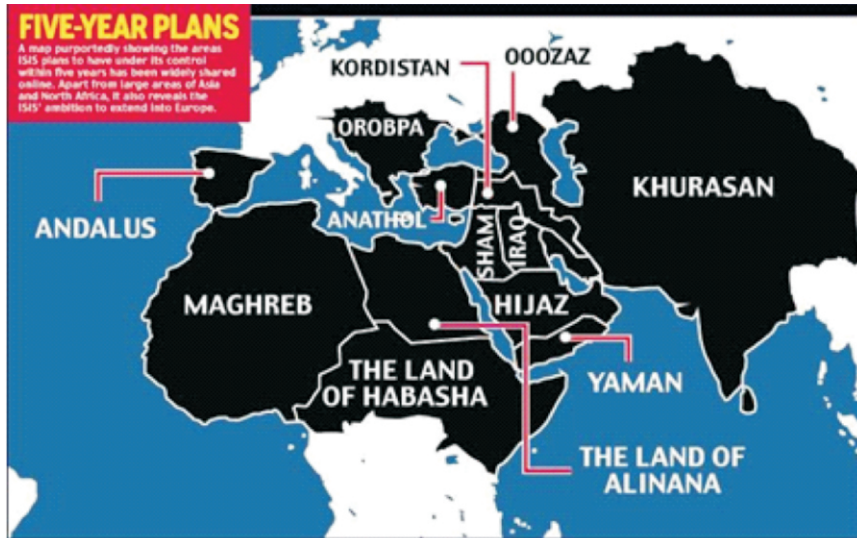 FIVE-YEAR PLANS
A map purportedly showing the areas
ISIS plans to have under its control
within five years has been widely shared
online. Apart from large areas of Asia
and North Africa, it also reveals the
ISIS' ambition to extend into Europe.
OOOZAZ
KORDISTAN
OROBPA
KHURASAN
ANDALUS
ANATHOL
SHAM
IRAQ
MAGHREB
HIJAZ
THE LAND
OF HABASHA
YAMAN
THE LAND OF
ALINANA